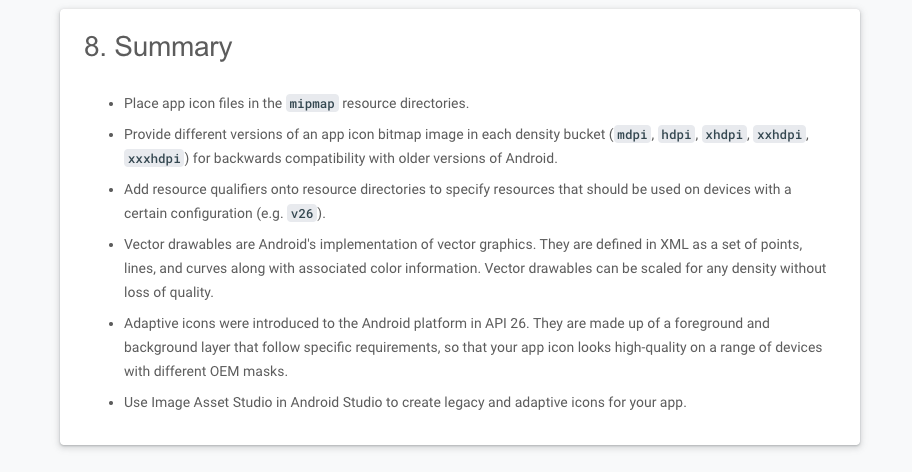 8. Summary
• Place app icon files in the mipmap resource directories.
• Provide different versions of an app icon bitmap image in each density bucket (mdpi, hdpi, xhdpi, xxhdpi,
xxxhdpi) for backwards compatibility with older versions of Android.
• Add resource qualifiers onto resource directories to specify resources that should be used on devices with a
certain configuration (e.g. v26).
• Vector drawables are Android's implementation of vector graphics. They are defined in XML as a set of points,
lines, and curves along with associated color information. Vector drawables can be scaled for any density without
loss of quality.
• Adaptive icons were introduced to the Android platform in API 26. They are made up of a foreground and
background layer that follow specific requirements, so that your app icon looks high-quality on a range of devices
with different OEM masks.
• Use Image Asset Studio in Android Studio to create legacy and adaptive icons for your app.